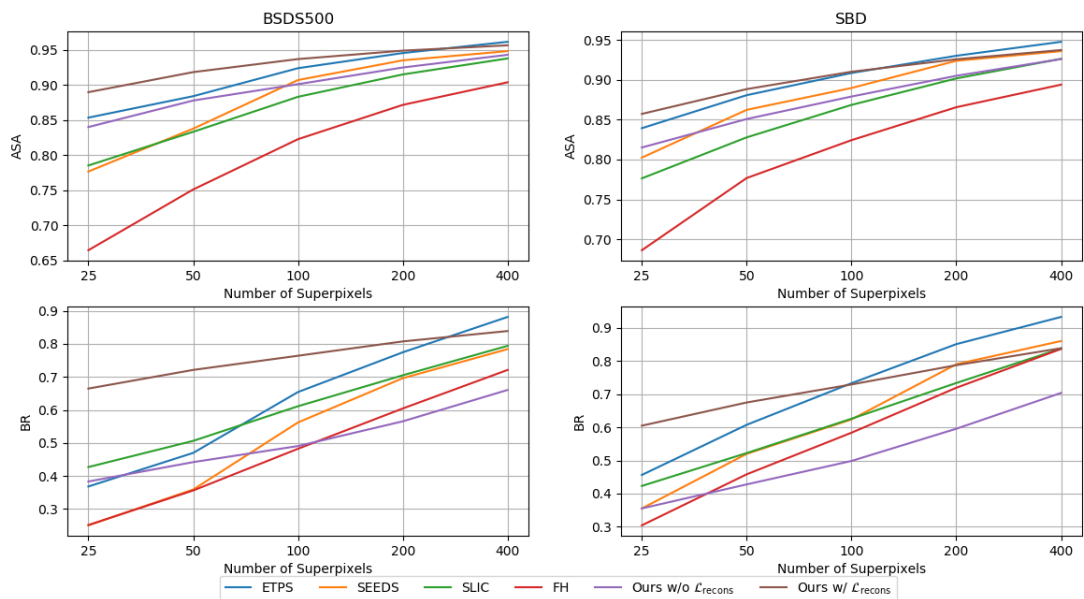 BSDS500
SBD
ASA
0.95
0.90
0.85
0.80
0.75
0.70
0.65
25 50 100 200 400
Number of Superpixels
ASA
0.95
0.90
0.85
0.80
0.75
0.70
25 50 100 200 400
Number of Superpixels
BR
0.9
0.8
0.7
0.6
0.5
0.4
0.3
25 50 100 200 400
Number of Superpixels
BR
0.9
0.8
0.7
0.6
0.5
0.4
0.3
25 50 100 200 400
Number of Superpixels
ETPS SEEDS SLIC FH Ours w/o ℒrecons Ours w/ ℒrecons